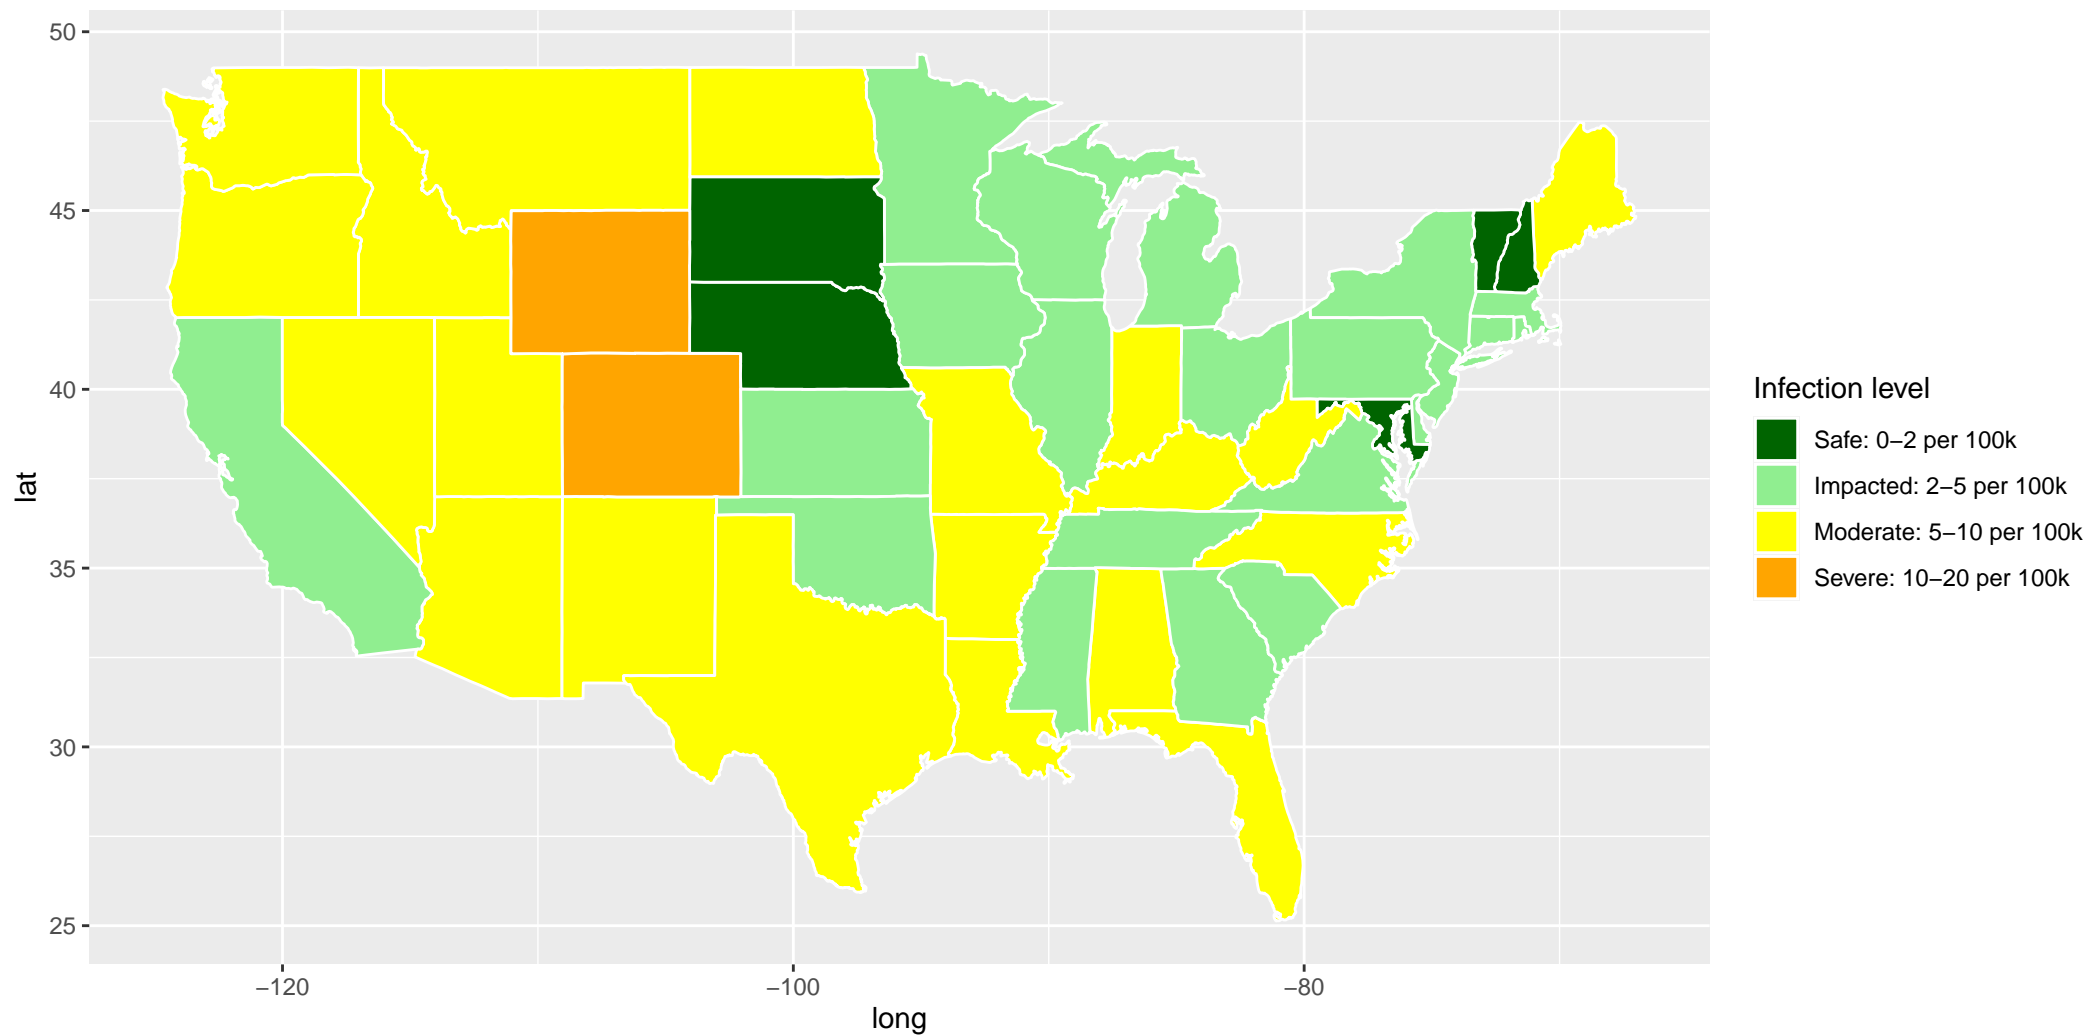 50
45
40
35
30
25
lat
−120
−100
−80
long
Infection level
Safe: 0−2 per 100k
Impacted: 2−5 per 100k
Moderate: 5−10 per 100k
Severe: 10−20 per 100k